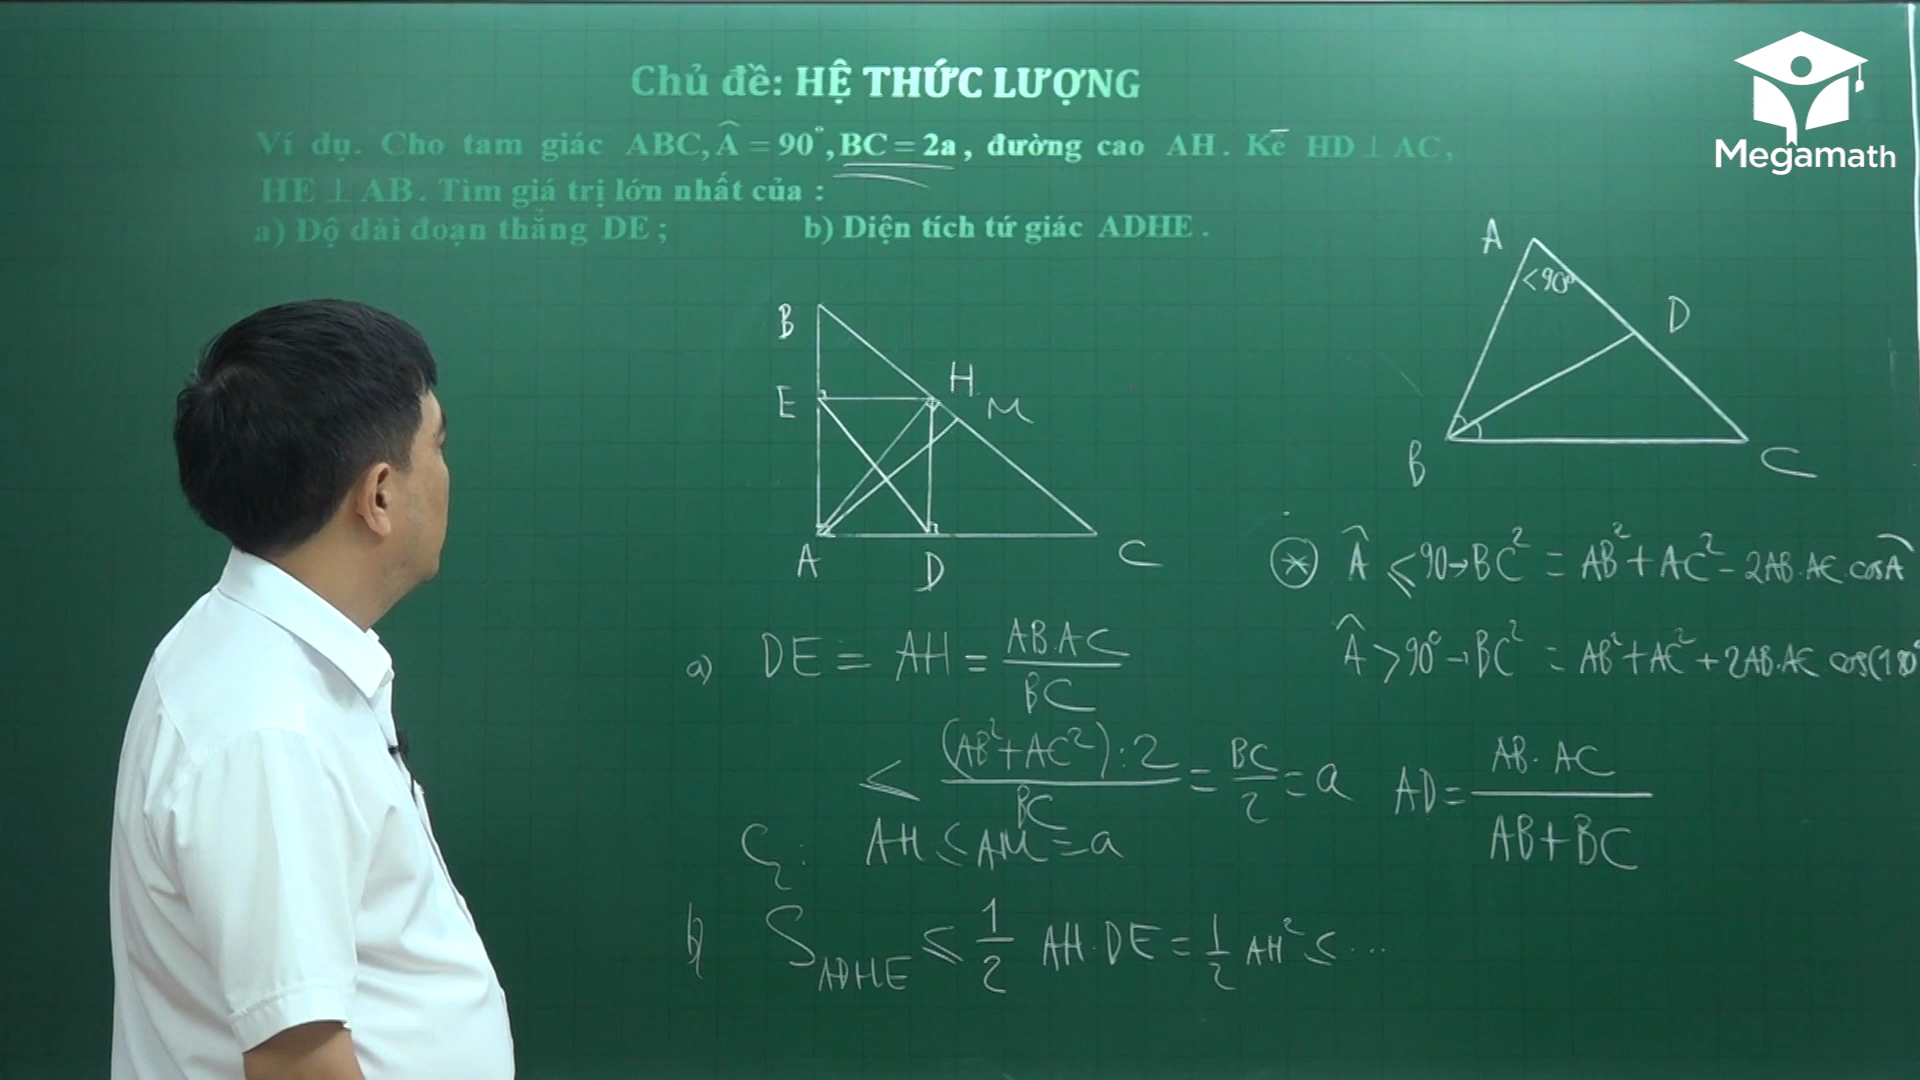 Chủ đề: HỆ THỨC LƯỢNG
Megamath
Ví dụ. Cho tam giác ABC, Â = 90°, BC = 2a, đường cao AH. Kẻ HD ⊥ AC,
HE ⊥ AB. Tìm giá trị lớn nhất của :
a) Độ dài đoạn thẳng DE ; b) Diện tích tứ giác ADHE .
B
E
H
M
A
D
C
A
<90°
D
B
C
a) DE = AH = AB.AC / BC
≤ (AB²+AC²):2 / BC = BC/2 = a
C₂: AH ≤ AM = a
b) S_ADHE ≤ 1/2 AH.DE = 1/2 AH² ≤ ...
* Â ≤ 90 → BC² = AB² + AC² - 2AB.AC.cosÂ
Â > 90° → BC² = AB² + AC² + 2AB.AC cos(180°
AD = AB.AC / AB+BC